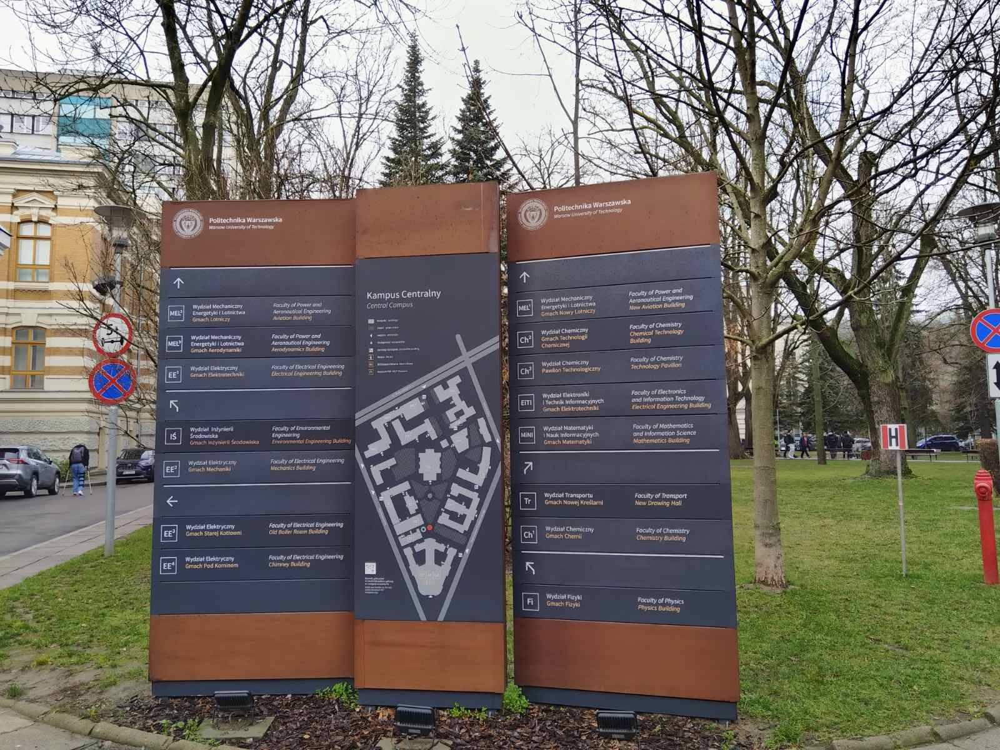 Politechnika Warszawska
Warsaw University of Technology
MEL²
Wydział Mechaniczny
Energetyki i Lotnictwa
Gmach Lotniczy
Faculty of Power and
Aeronautical Engineering
Aviation Building
MEL³
Wydział Mechaniczny
Energetyki i Lotnictwa
Gmach Aerodynamiki
Faculty of Power and
Aeronautical Engineering
Aerodynamics Building
EE¹
Wydział Elektryczny
Gmach Elektrotechniki
Faculty of Electrical Engineering
Electrical Engineering Building
IŚ
Wydział Inżynierii
Środowiska
Gmach Inżynierii Środowiska
Faculty of Environmental
Engineering
Environmental Engineering Building
EE²
Wydział Elektryczny
Gmach Mechaniki
Faculty of Electrical Engineering
Mechanics Building
EE³
Wydział Elektryczny
Gmach Starej Kotłowni
Faculty of Electrical Engineering
Old Boiler Room Building
EE⁴
Wydział Elektryczny
Gmach Pod Kominem
Faculty of Electrical Engineering
Chimney Building
Kampus Centralny
Central Campus
Politechnika Warszawska
Warsaw University of Technology
MEL¹
Wydział Mechaniczny
Energetyki i Lotnictwa
Gmach Nowy Lotniczy
Faculty of Power and
Aeronautical Engineering
New Aviation Building
Ch²
Wydział Chemiczny
Gmach Technologii
Chemicznej
Faculty of Chemistry
Chemical Technology
Building
Ch³
Wydział Chemiczny
Pawilon Technologiczny
Faculty of Chemistry
Technology Pavilion
EiTI
Wydział Elektroniki
i Technik Informacyjnych
Gmach Elektrotechniki
Faculty of Electronics
and Information Technology
Electrical Engineering Building
MiNI
Wydział Matematyki
i Nauk Informacyjnych
Gmach Matematyki
Faculty of Mathematics
and Information Science
Mathematics Building
Tr
Wydział Transportu
Gmach Nowej Kreślarni
Faculty of Transport
New Drawing Hall
Ch¹
Wydział Chemiczny
Gmach Chemii
Faculty of Chemistry
Chemistry Building
Fi
Wydział Fizyki
Gmach Fizyki
Faculty of Physics
Physics Building
H